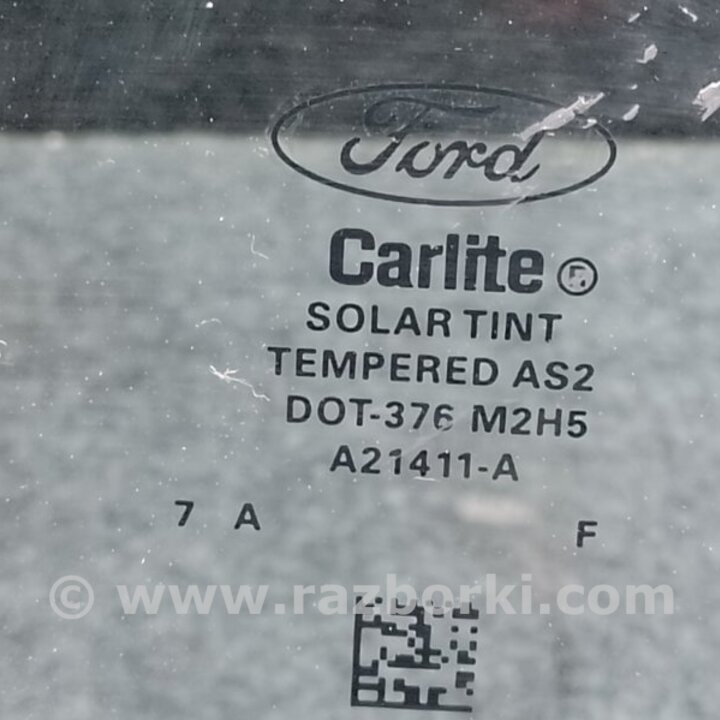 Ford
Carlite ®
SOLAR TINT
TEMPERED AS2
DOT-376 M2H5
A21411-A
7 A F
© www.razborki.com